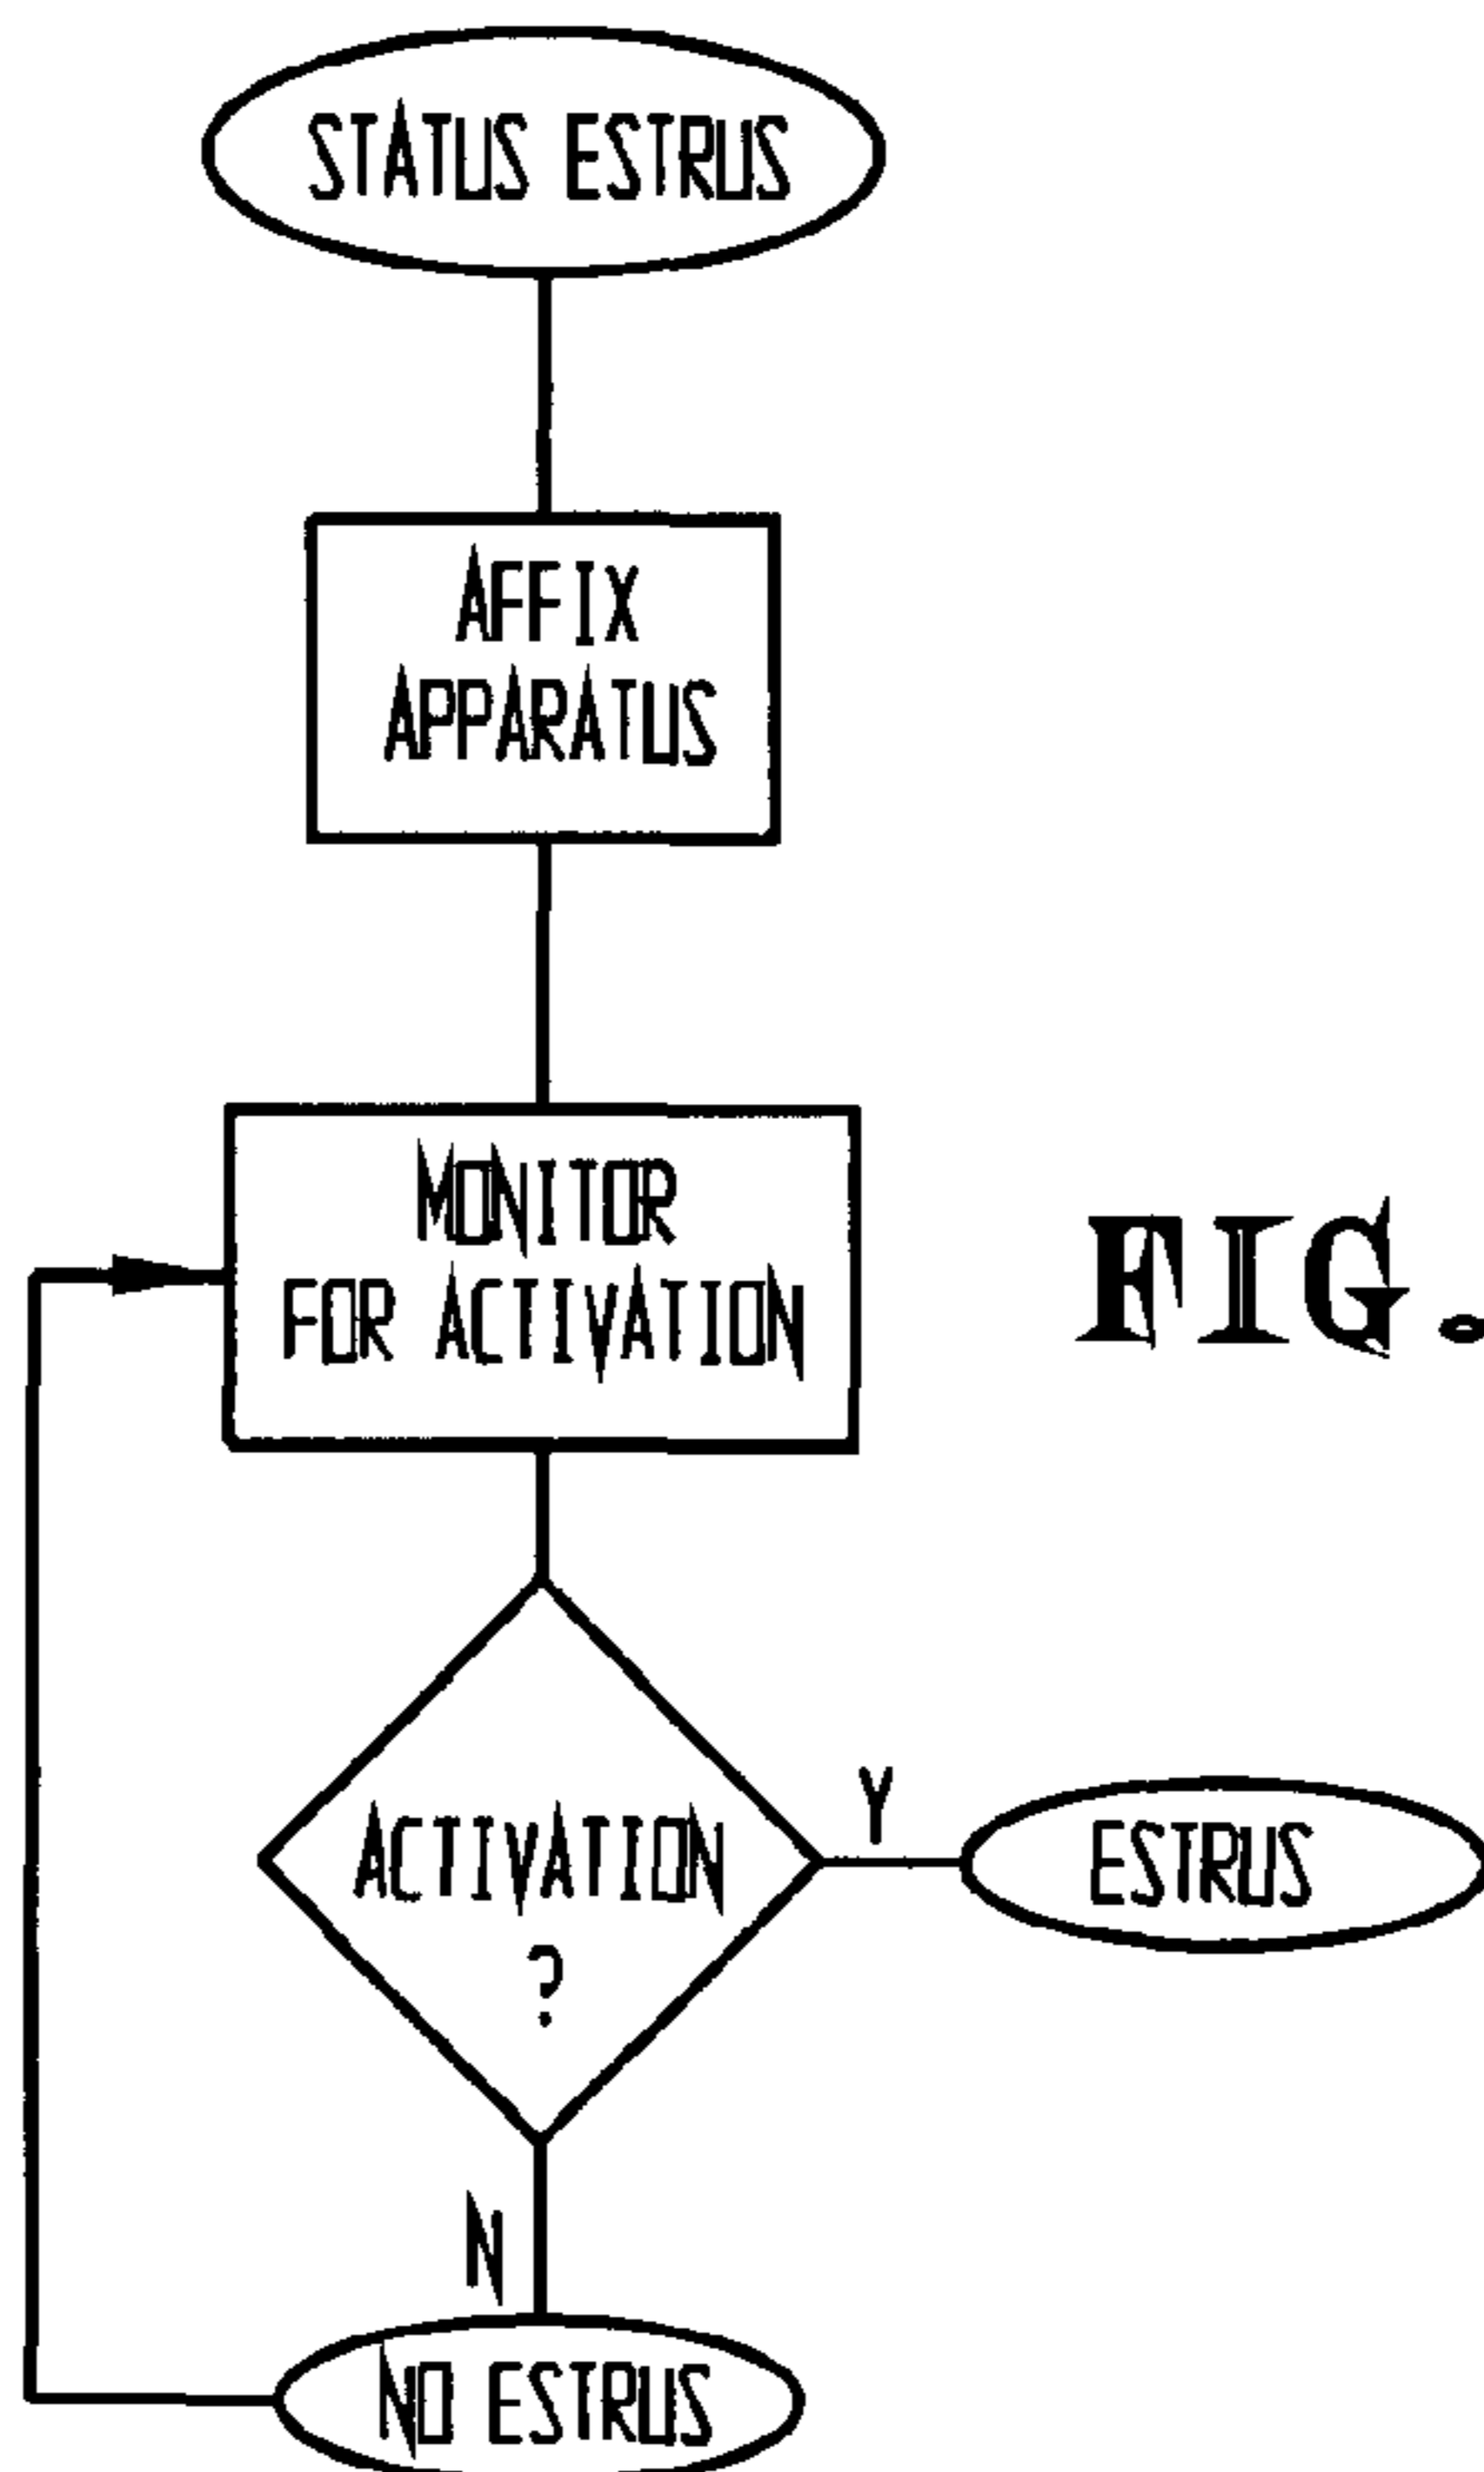 STATUS ESTRUS
AFFIX
APPARATUS
MONITOR
FOR ACTIVATION
FIG.
ACTIVATION
?
Y
ESTRUS
N
NO ESTRUS